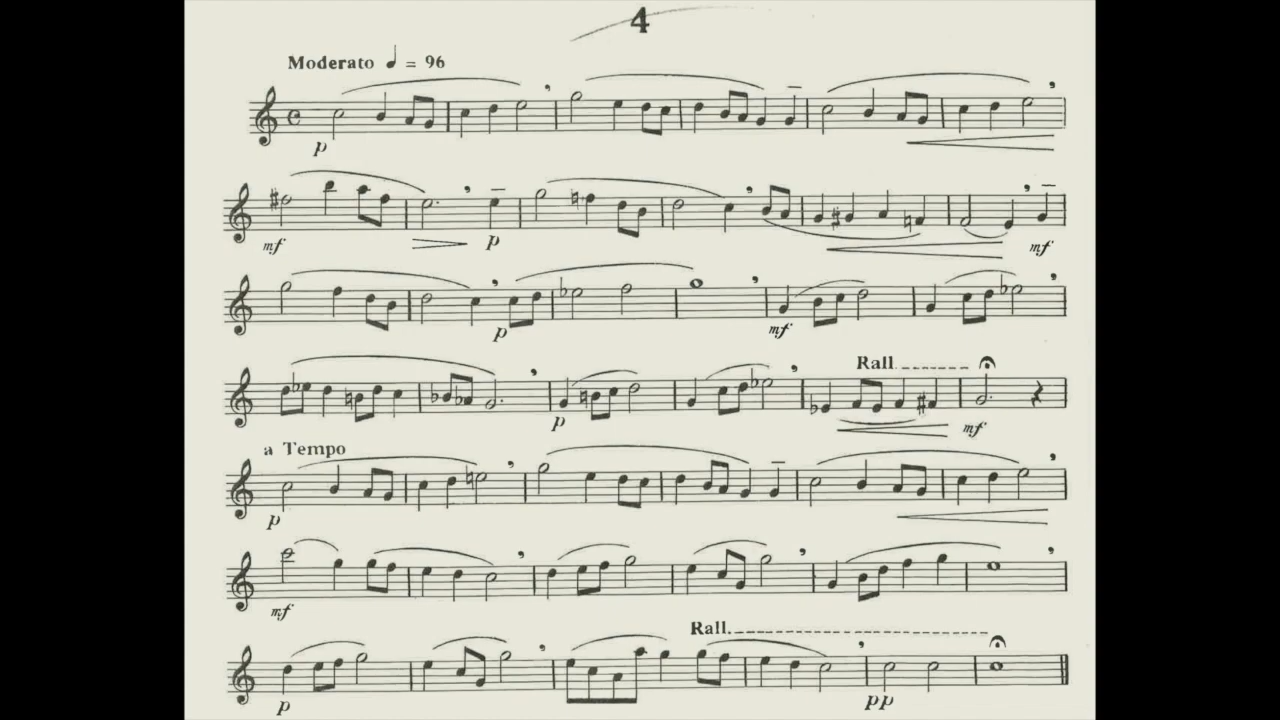 4
Moderato ♩ = 96
p
mf
p
mf
p
mf
Rall.
p
mf
a Tempo
p
mf
Rall.
p
pp